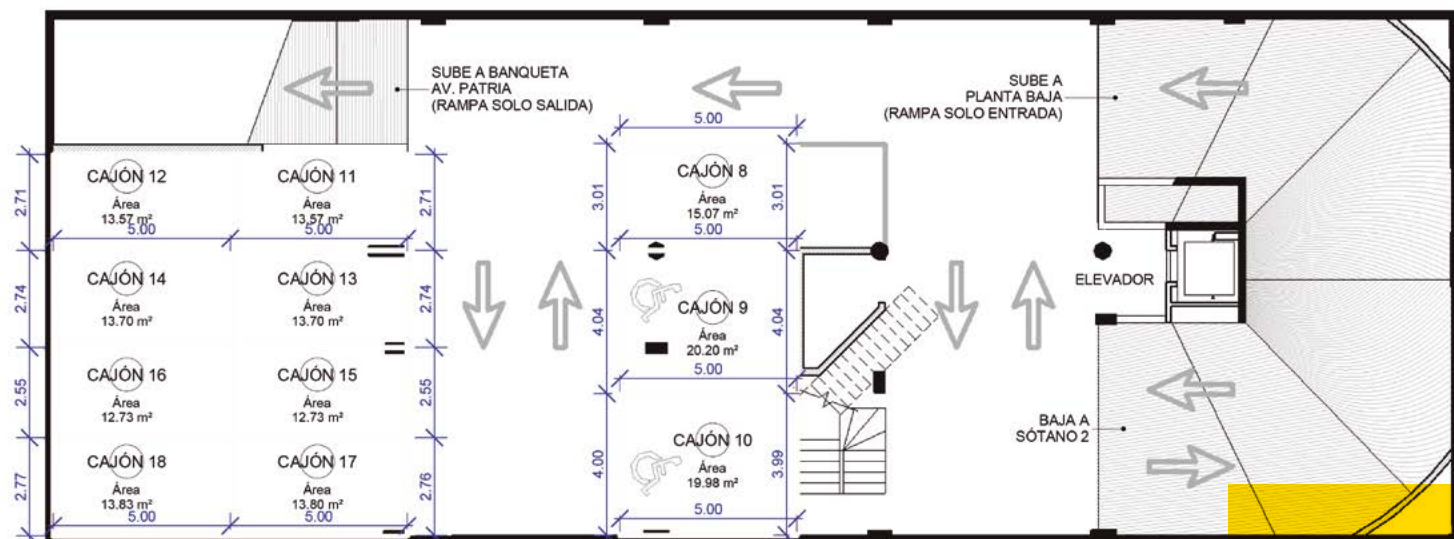 SUBE A BANQUETA
AV. PATRIA
(RAMPA SOLO SALIDA)
SUBE A
PLANTA BAJA
(RAMPA SOLO ENTRADA)
5.00
CAJÓN 12
Área
13.57 m²
5.00
CAJÓN 11
Área
13.57 m²
5.00
CAJÓN 8
Área
15.07 m²
5.00
2.71
2.71
3.01
3.01
CAJÓN 14
Área
13.70 m²
CAJÓN 13
Área
13.70 m²
CAJÓN 9
Área
20.20 m²
5.00
2.74
2.74
4.04
4.04
ELEVADOR
CAJÓN 16
Área
12.73 m²
CAJÓN 15
Área
12.73 m²
2.55
2.55
CAJÓN 18
Área
13.83 m²
5.00
CAJÓN 17
Área
13.80 m²
5.00
CAJÓN 10
Área
19.98 m²
5.00
2.77
2.76
4.00
3.99
BAJA A
SÓTANO 2